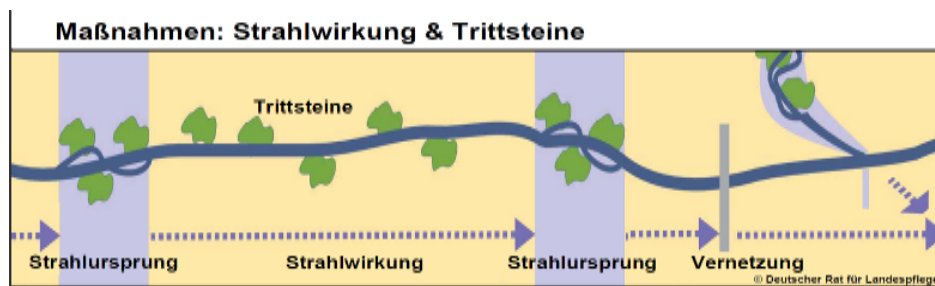 Maßnahmen: Strahlwirkung & Trittsteine
Trittsteine
Strahlursprung Strahlwirkung Strahlursprung Vernetzung
© Deutscher Rat für Landespflege